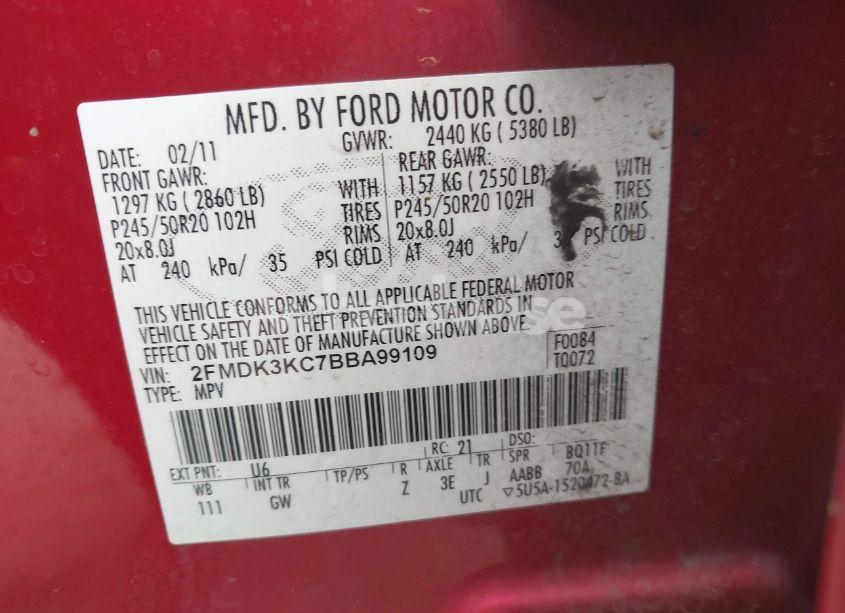 MFD. BY FORD MOTOR CO.
DATE: 02/11 GVWR: 2440 KG ( 5380 LB)
FRONT GAWR: REAR GAWR: WITH
1297 KG ( 2860 LB) WITH 1157 KG ( 2550 LB) TIRES
P245/50R20 102H TIRES P245/50R20 102H RIMS
20x8.0J RIMS 20x8.0J
AT 240 kPa/ 35 PSI COLD AT 240 kPa/ PSI COLD
THIS VEHICLE CONFORMS TO ALL APPLICABLE FEDERAL MOTOR
VEHICLE SAFETY AND THEFT PREVENTION STANDARDS IN
EFFECT ON THE DATE OF MANUFACTURE SHOWN ABOVE.
VIN: 2FMDK3KC7BBA99109 F0084
TYPE: MPV T0072
EXT PNT: U6 RC: 21 DSO:
WB INT TR TP/PS R AXLE TR SPR BQ11F
111 GW Z 3E J AABB 70A
UTC ▽5U5A-1520472-BA